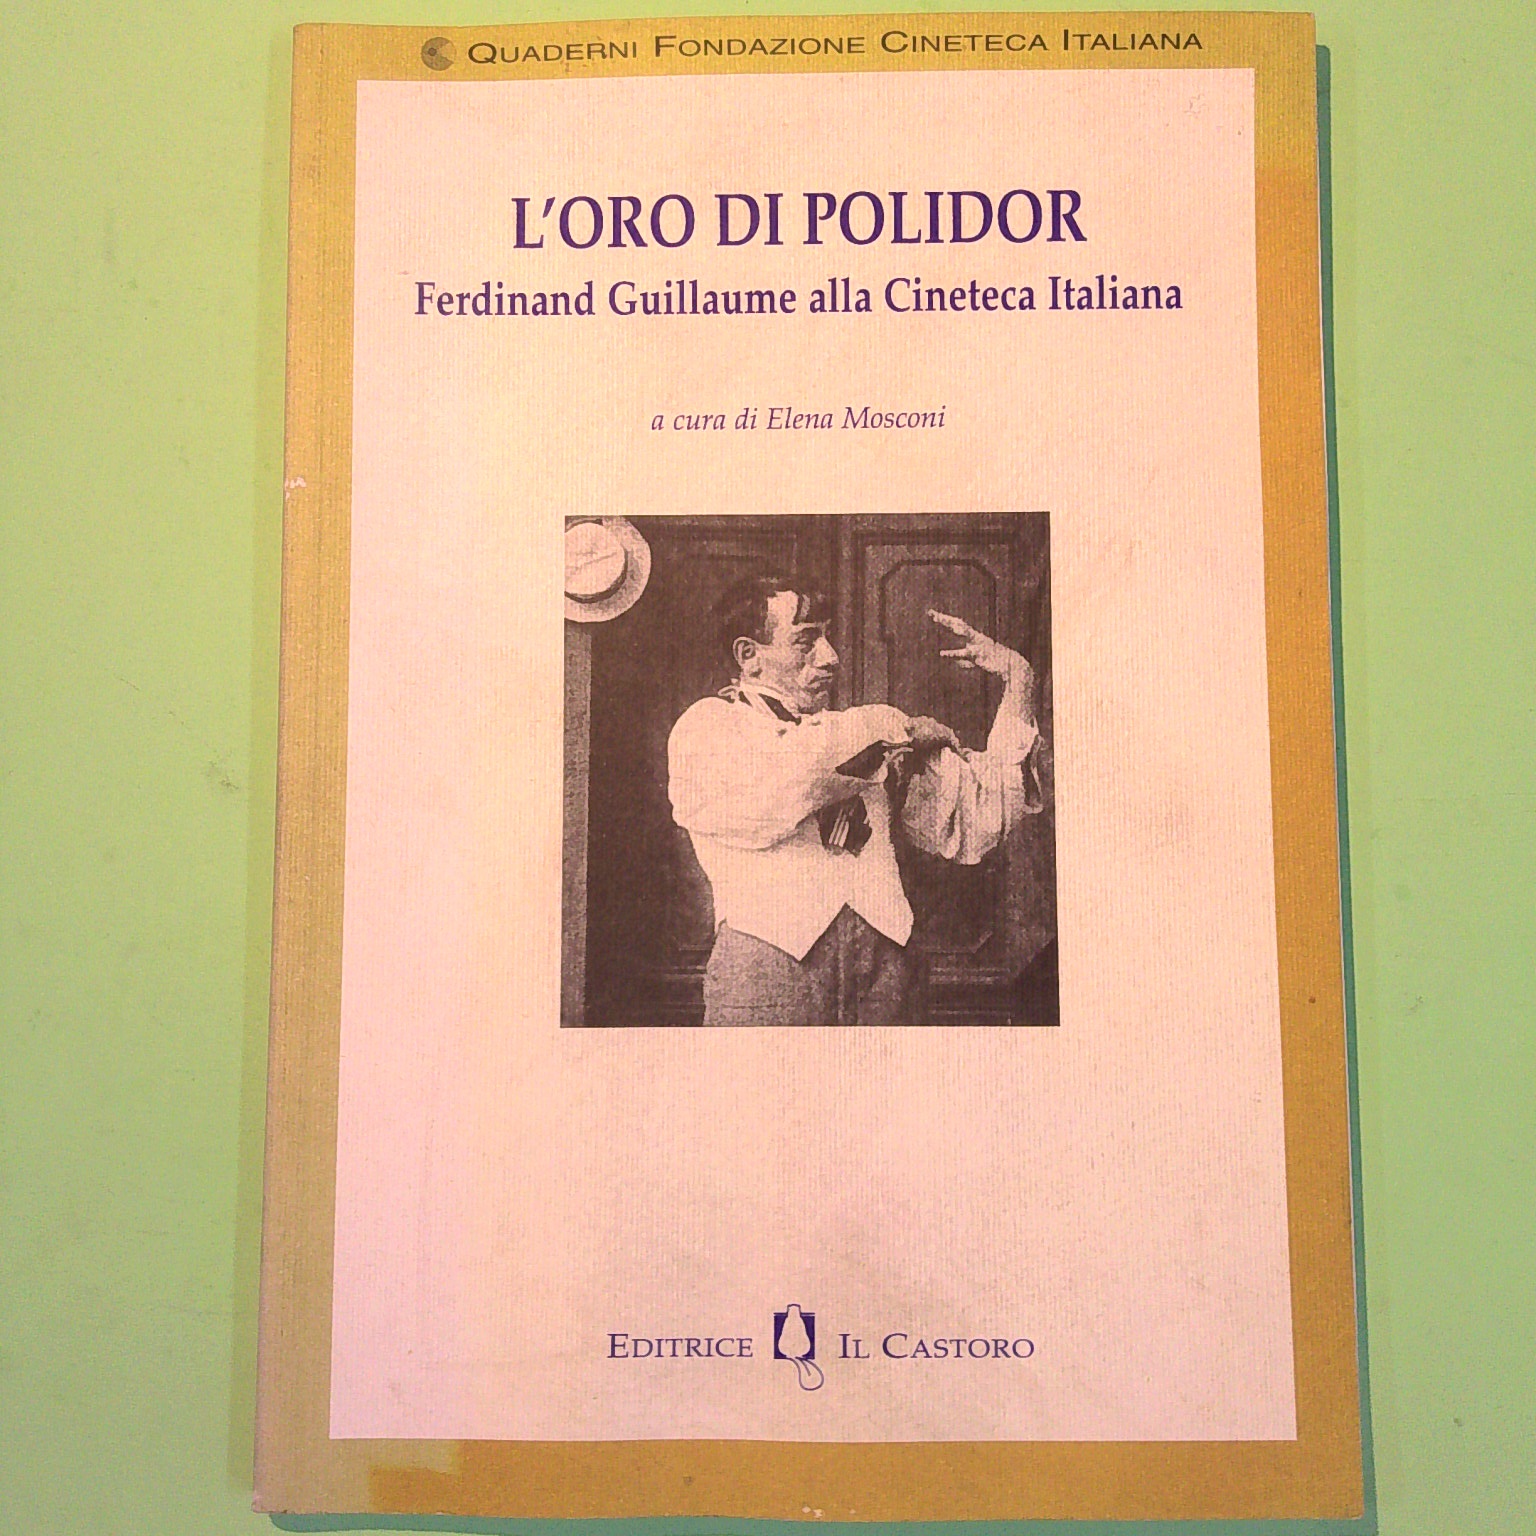 QUADERNI FONDAZIONE CINETECA ITALIANA
L'ORO DI POLIDOR
Ferdinand Guillaume alla Cineteca Italiana
a cura di Elena Mosconi
EDITRICE IL CASTORO